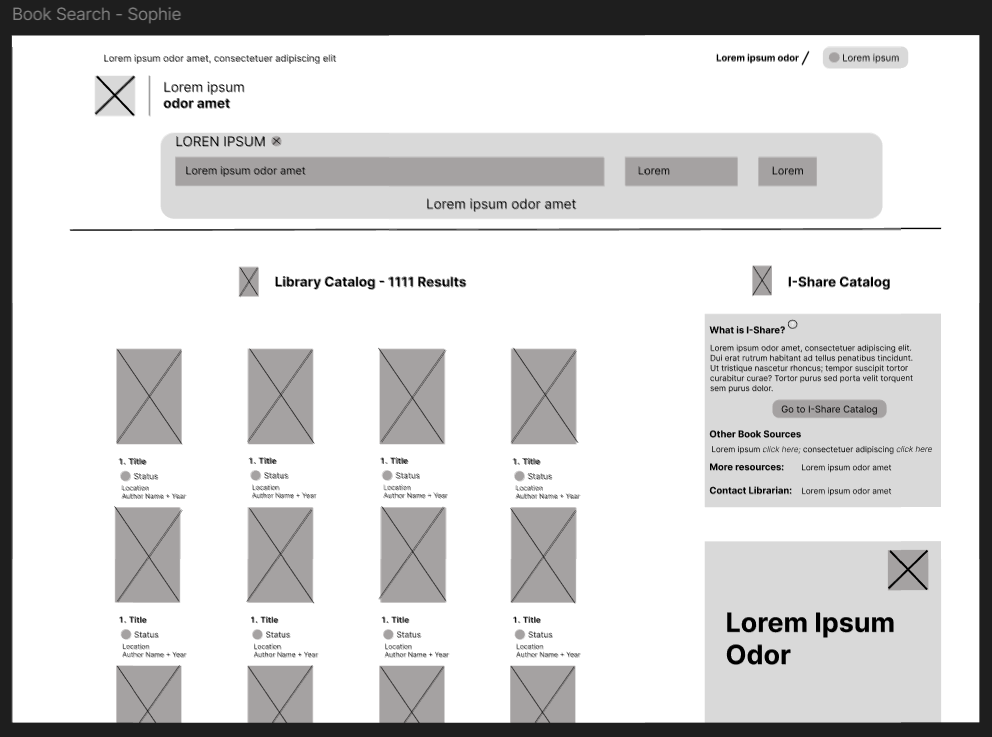 Book Search - Sophie
Lorem ipsum odor amet, consectetuer adipiscing elit
Lorem ipsum odor /
Lorem ipsum
Lorem ipsum
odor amet
LOREN IPSUM
Lorem ipsum odor amet
Lorem
Lorem
Lorem ipsum odor amet
Library Catalog - 1111 Results
1. Title
Status
Location
Author Name + Year
1. Title
Status
Location
Author Name + Year
1. Title
Status
Location
Author Name + Year
1. Title
Status
Location
Author Name + Year
1. Title
Status
Location
Author Name + Year
1. Title
Status
Location
Author Name + Year
1. Title
Status
Location
Author Name + Year
1. Title
Status
Location
Author Name + Year
I-Share Catalog
What is I-Share?
Lorem ipsum odor amet, consectetuer adipiscing elit.
Dui erat rutrum habitant ad tellus penatibus tincidunt.
Ut tristique nascetur rhoncus; tempor suscipit tortor
curabitur curae? Tortor purus sed porta velit torquent
sem purus dolor.
Go to I-Share Catalog
Other Book Sources
Lorem ipsum click here; consectetuer adipiscing click here
More resources: Lorem ipsum odor amet
Contact Librarian: Lorem ipsum odor amet
Lorem Ipsum
Odor